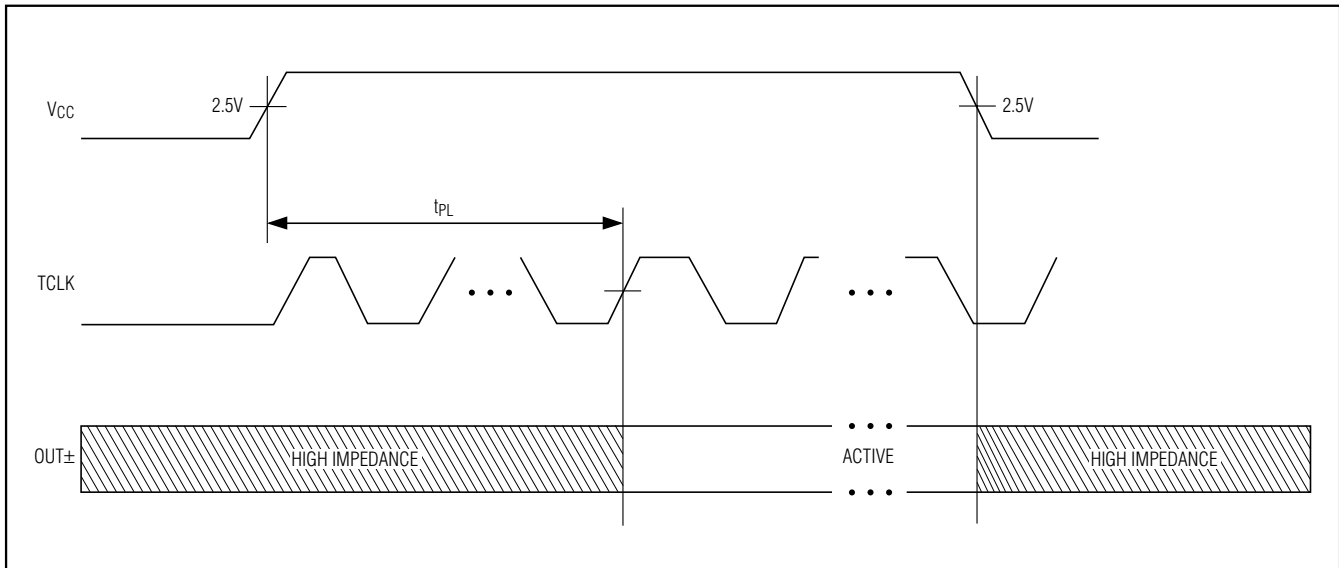 2.5V
VCC
2.5V
tPL
TCLK
• • •
• • •
• • •
OUT±
HIGH IMPEDANCE
ACTIVE
HIGH IMPEDANCE
• • •